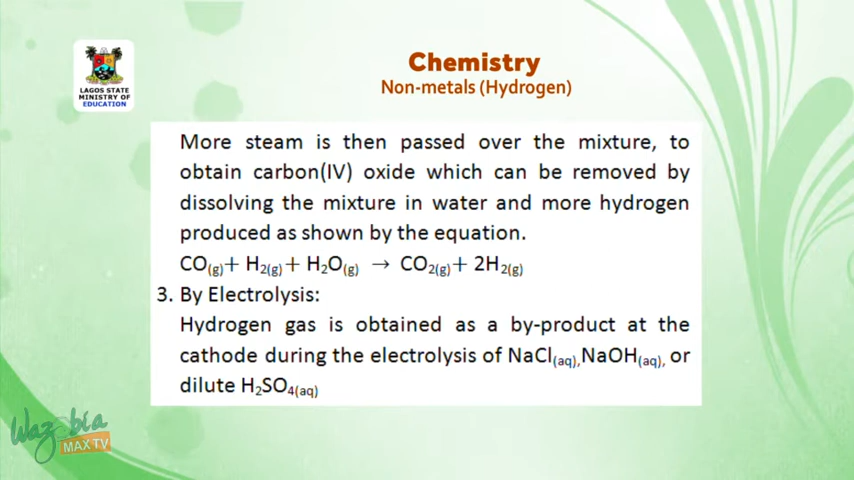 LAGOS STATE
MINISTRY OF
EDUCATION
Chemistry
Non-metals (Hydrogen)
More steam is then passed over the mixture, to
obtain carbon(IV) oxide which can be removed by
dissolving the mixture in water and more hydrogen
produced as shown by the equation.
CO(g)+ H2(g)+ H2O(g) → CO2(g)+ 2H2(g)
3. By Electrolysis:
Hydrogen gas is obtained as a by-product at the
cathode during the electrolysis of NaCl(aq),NaOH(aq), or
dilute H2SO4(aq)
Wazobia
MAX TV